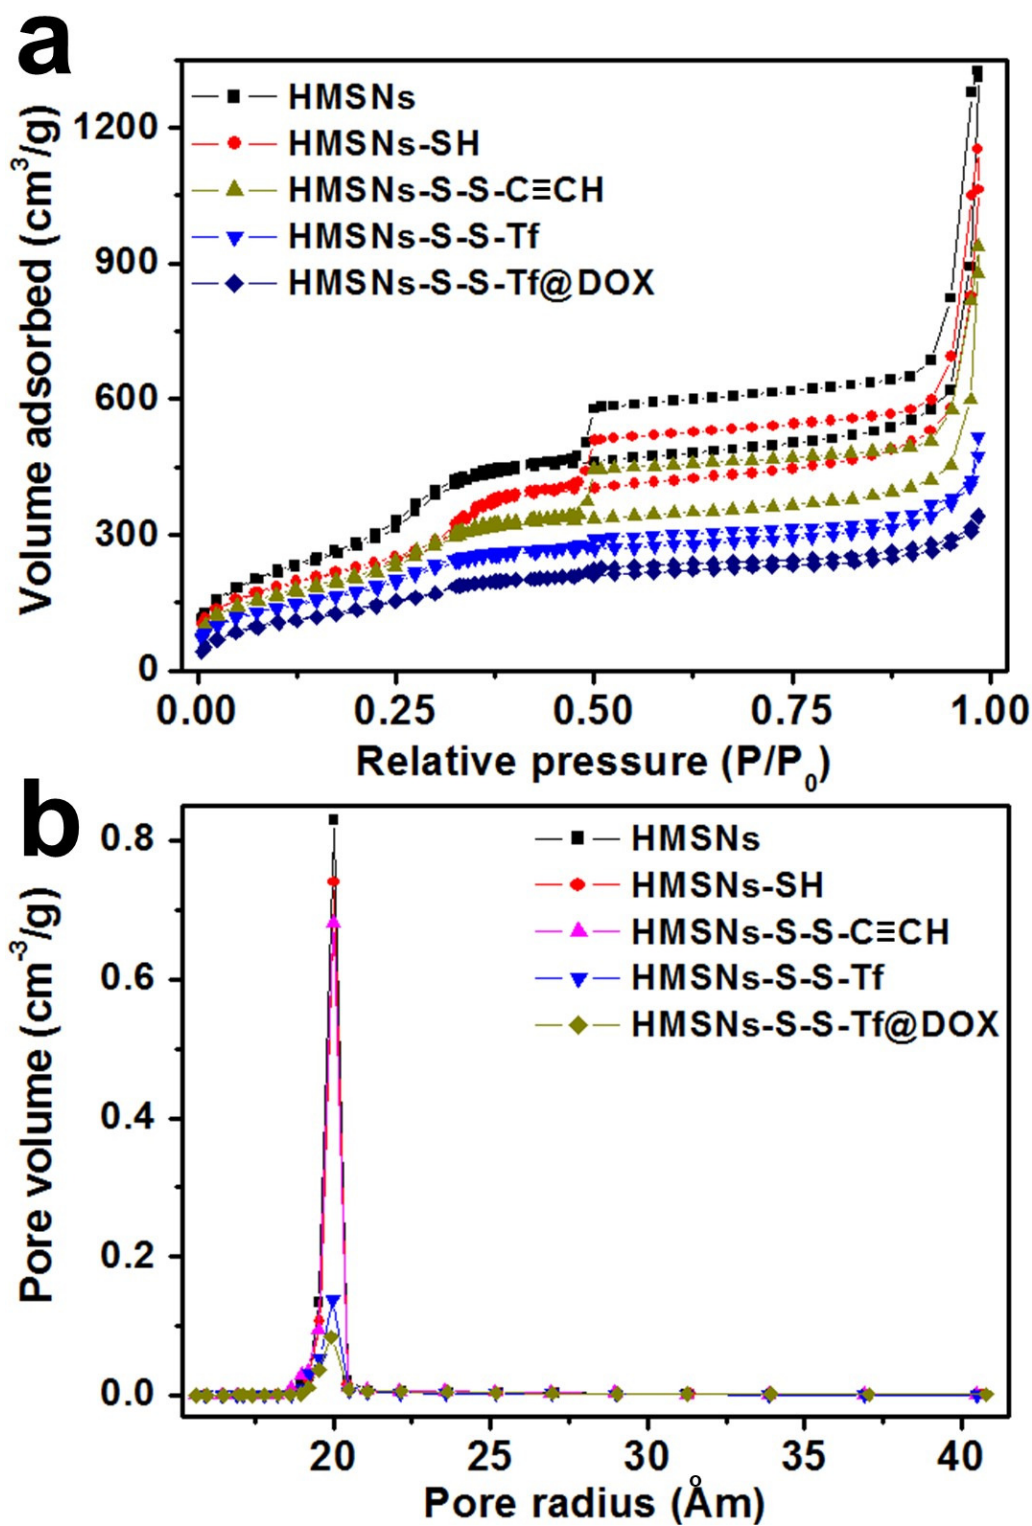 a
Volume adsorbed (cm³/g)
HMSNs
HMSNs-SH
HMSNs-S-S-C≡CH
HMSNs-S-S-Tf
HMSNs-S-S-Tf@DOX
1200
900
600
300
0
0.00 0.25 0.50 0.75 1.00
Relative pressure (P/P₀)
b
Pore volume (cm⁻³/g)
HMSNs
HMSNs-SH
HMSNs-S-S-C≡CH
HMSNs-S-S-Tf
HMSNs-S-S-Tf@DOX
0.8
0.6
0.4
0.2
0.0
20 25 30 35 40
Pore radius (Åm)